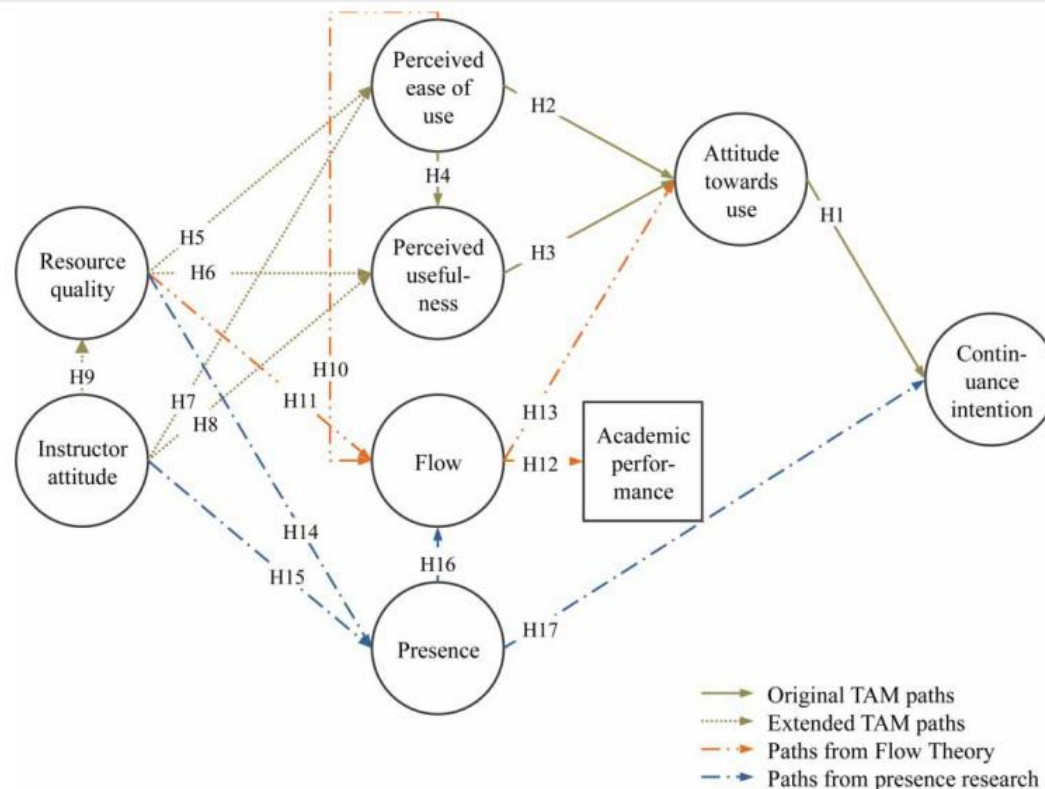 Perceived
ease of
use
H2
Attitude
towards
use
H4
H1
H5
Resource
quality
H6
Perceived
useful-
ness
H3
Contin-
uance
intention
H9
H7
H8
H10
H11
H13
Instructor
attitude
Flow
H12
Academic
perfor-
mance
H14
H15
H16
Presence
H17
Original TAM paths
Extended TAM paths
Paths from Flow Theory
Paths from presence research